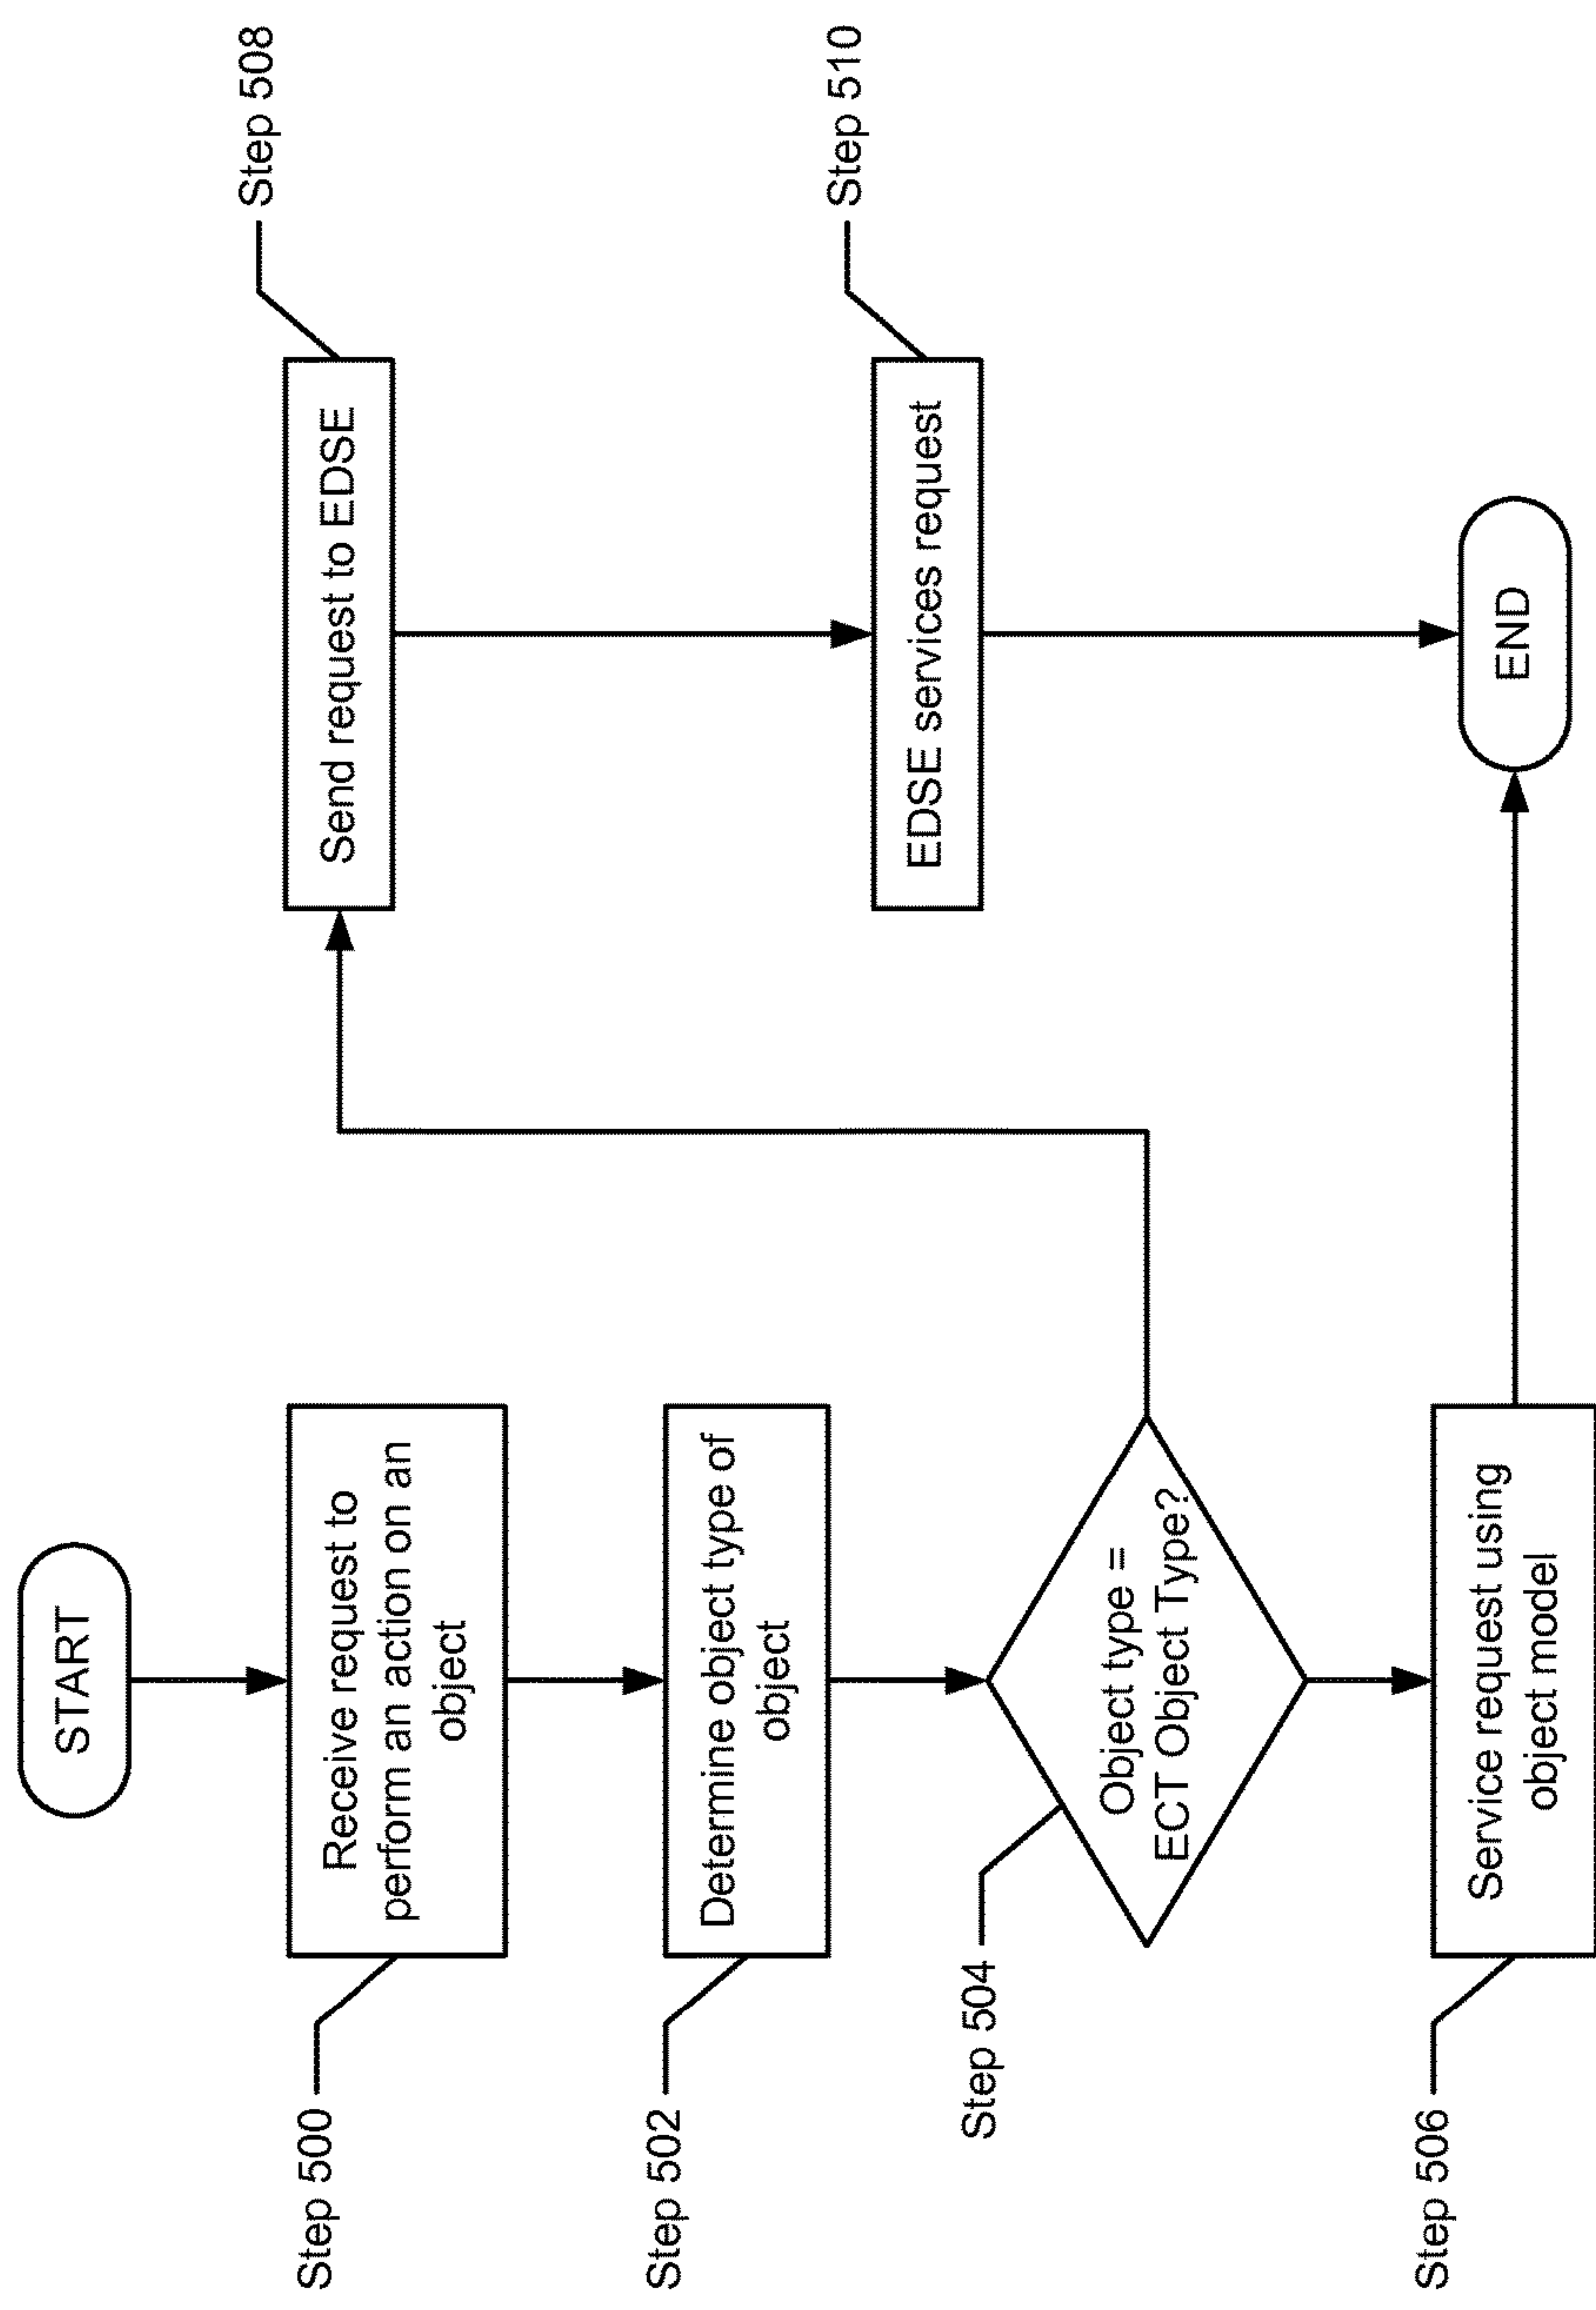 START
Step 500
Receive request to
perform an action on an
object
Step 502
Determine object type of
object
Step 504
Object type =
ECT Object Type?
Step 506
Service request using
object model
Step 508
Send request to EDSE
Step 510
EDSE services request
END